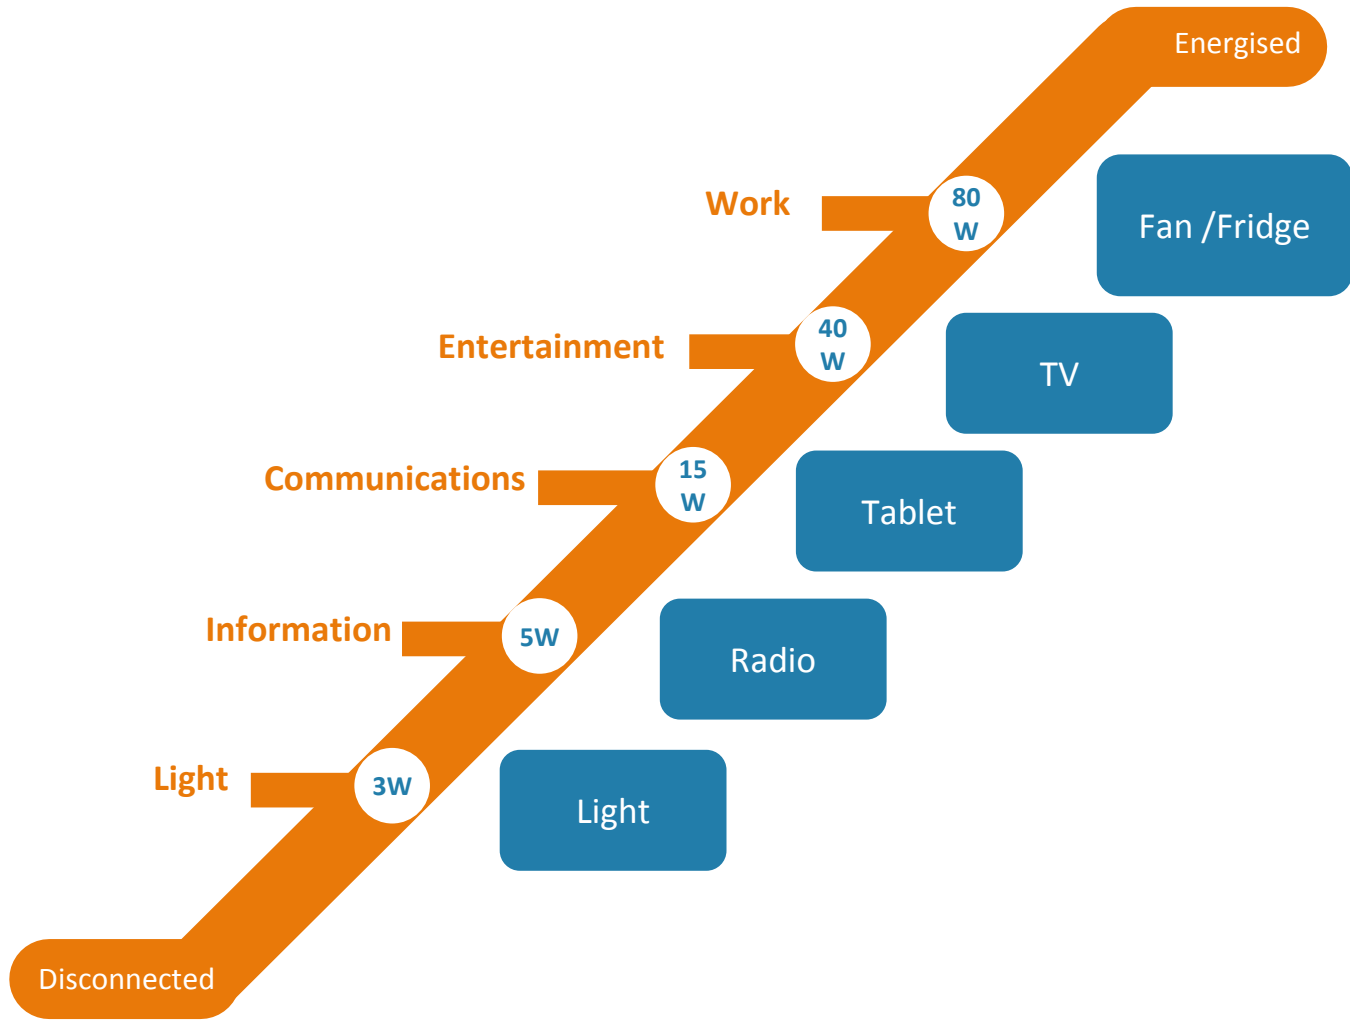 Energised
Work
80
W
Fan /Fridge
Entertainment
40
W
TV
Communications
15
W
Tablet
Information
5W
Radio
Light
3W
Light
Disconnected